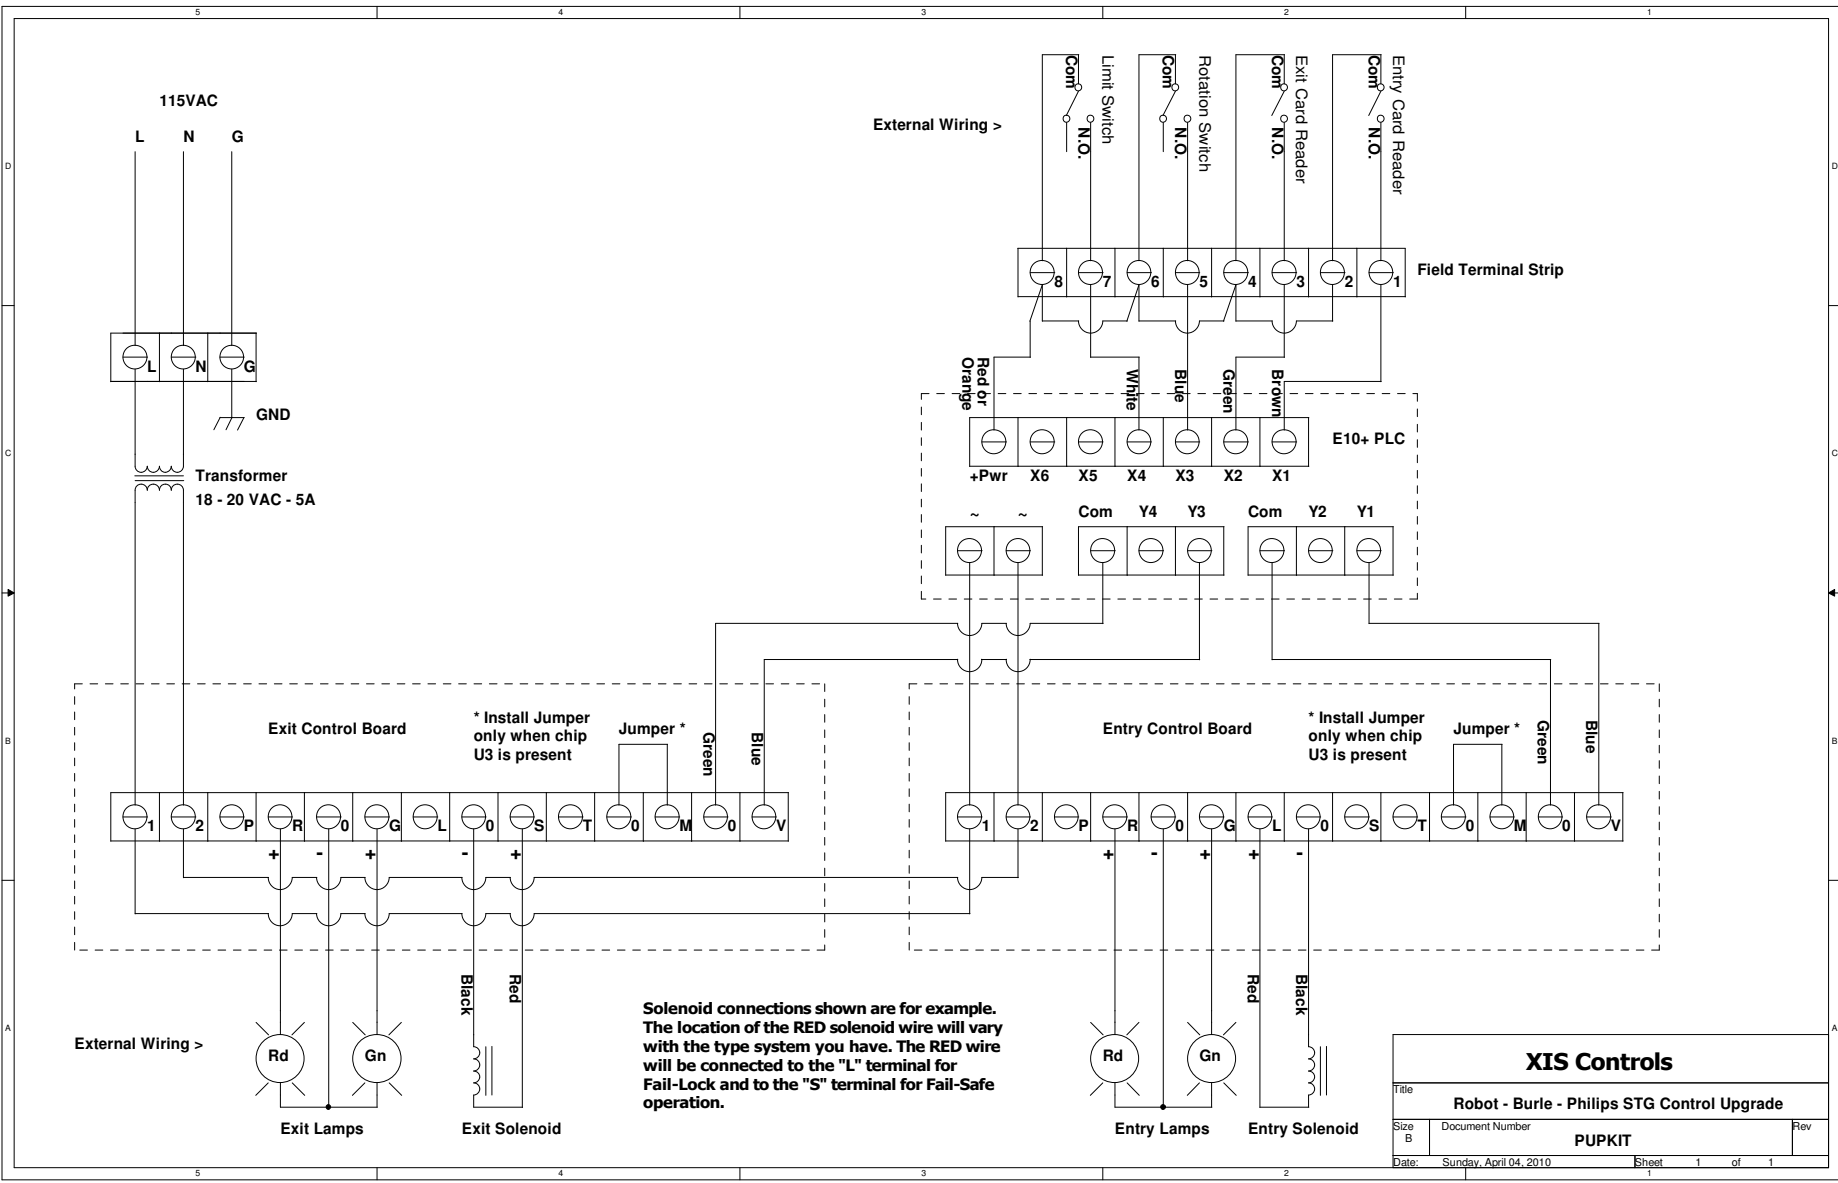 5 4 3 2 1
D
C
B
A
115VAC
L N G
L N G
GND
Transformer
18 - 20 VAC - 5A
External Wiring >
Com
N.O.
Limit Switch
Com
N.O.
Rotation Switch
Com
N.O.
Exit Card Reader
Com
N.O.
Entry Card Reader
8 7 6 5 4 3 2 1
Field Terminal Strip
Red or
Orange
White
Blue
Green
Brown
E10+ PLC
+Pwr X6 X5 X4 X3 X2 X1
~ ~ Com Y4 Y3 Com Y2 Y1
Exit Control Board
* Install Jumper
only when chip
U3 is present
Jumper *
Green
Blue
1 2 P R 0 G L 0 S T 0 M 0 V
+ - + - +
Entry Control Board
* Install Jumper
only when chip
U3 is present
Jumper *
Green
Blue
1 2 P R 0 G L 0 S T 0 M 0 V
+ - + + -
Black
Red
Red
Black
External Wiring >
Rd
Gn
Exit Lamps
Exit Solenoid
Solenoid connections shown are for example.
The location of the RED solenoid wire will vary
with the type system you have. The RED wire
will be connected to the "L" terminal for
Fail-Lock and to the "S" terminal for Fail-Safe
operation.
Rd
Gn
Entry Lamps
Entry Solenoid
XIS Controls
Title
Robot - Burle - Philips STG Control Upgrade
Size
B
Document Number
PUPKIT
Rev
Date: Sunday, April 04, 2010
Sheet 1 of 1
D
C
B
A
5 4 3 2 1